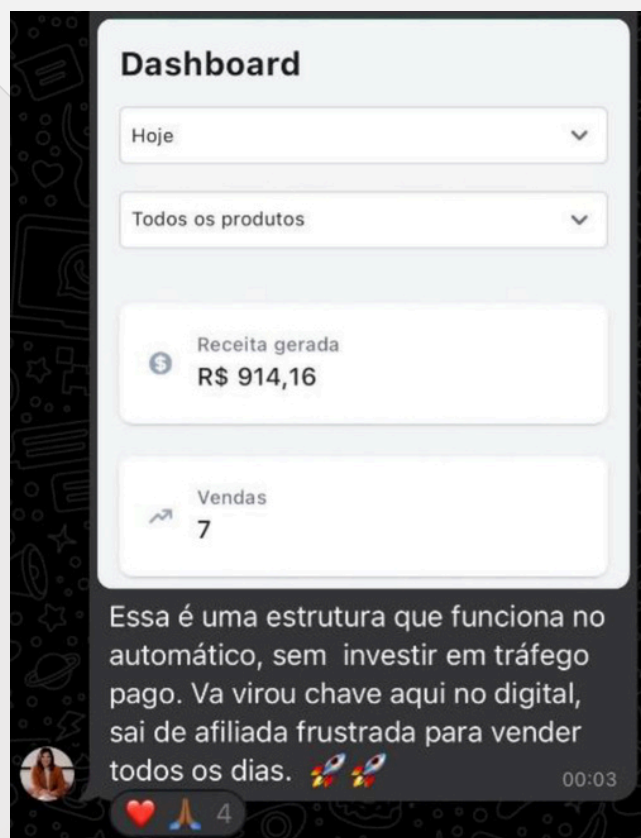 Dashboard
Hoje
Todos os produtos
Receita gerada
R$ 914,16
Vendas
7
Essa é uma estrutura que funciona no
automático, sem  investir em tráfego
pago. Va virou chave aqui no digital,
sai de afiliada frustrada para vender
todos os dias. 🚀🚀
00:03
❤️ 🙏🏾 4